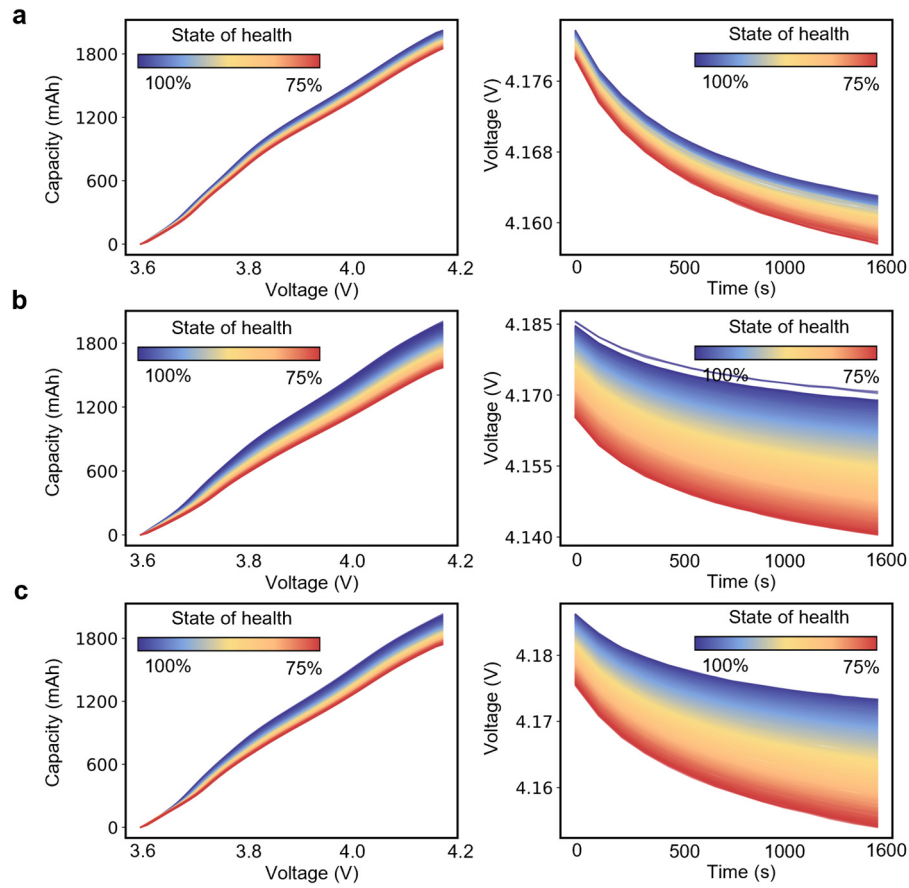 a
State of health
100% 75%
Capacity (mAh)
1800
1200
600
0
3.6 3.8 4.0 4.2
Voltage (V)
State of health
100% 75%
Voltage (V)
4.176
4.168
4.160
0 500 1000 1600
Time (s)
b
State of health
100% 75%
Capacity (mAh)
1800
1200
600
0
3.6 3.8 4.0 4.2
Voltage (V)
State of health
100% 75%
Voltage (V)
4.185
4.170
4.155
4.140
0 500 1000 1600
Time (s)
c
State of health
100% 75%
Capacity (mAh)
1800
1200
600
0
3.6 3.8 4.0 4.2
Voltage (V)
State of health
100% 75%
Voltage (V)
4.18
4.17
4.16
0 500 1000 1600
Time (s)